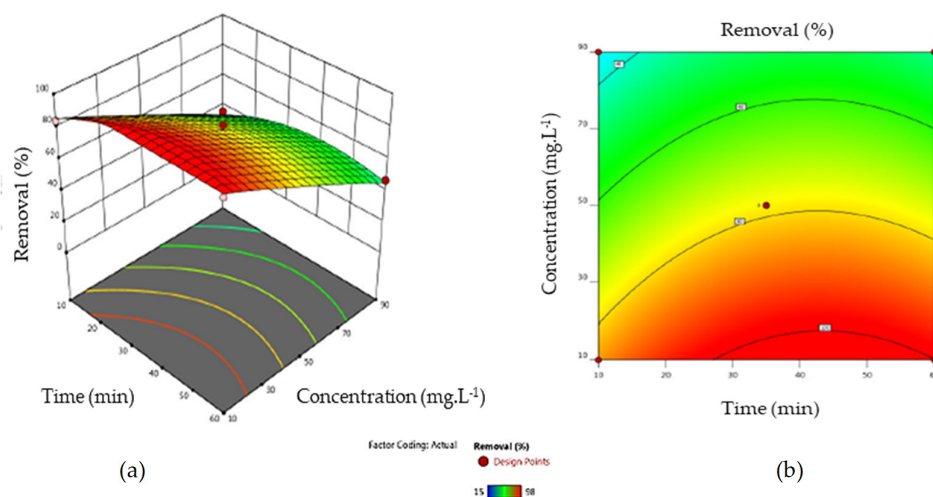 100
80
60
40
20
0
Removal (%)
10
20
30
40
50
60
10
30
50
70
90
Time (min)
Concentration (mg.L-1)
(a)
Removal (%)
90
70
50
30
10
10
20
30
40
50
Concentration (mg.L-1)
Time (min)
100
(b)
Factor Coding: Actual
Removal (%)
Design Points
15
98